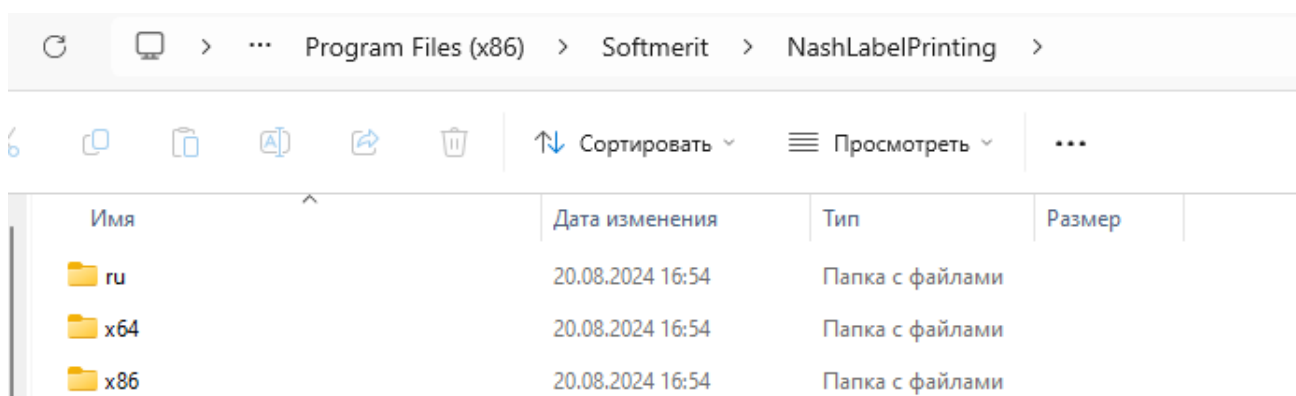 > ... Program Files (x86) > Softmerit > NashLabelPrinting >
Сортировать Просмотреть ...
Имя Дата изменения Тип Размер
ru 20.08.2024 16:54 Папка с файлами
x64 20.08.2024 16:54 Папка с файлами
x86 20.08.2024 16:54 Папка с файлами